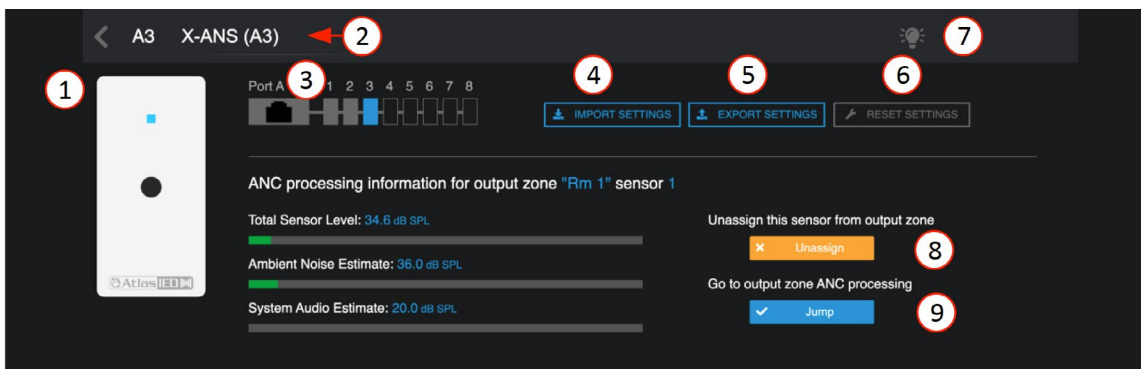 A3 X-ANS (A3) 2 7
1
Port A 3 1 2 3 4 5 6 7 8
4 5 6
IMPORT SETTINGS EXPORT SETTINGS RESET SETTINGS
ANC processing information for output zone "Rm 1" sensor 1
Total Sensor Level: 34.6 dB SPL
Unassign this sensor from output zone
Unassign 8
Ambient Noise Estimate: 36.0 dB SPL
AtlasIED
Go to output zone ANC processing
System Audio Estimate: 20.0 dB SPL
Jump 9